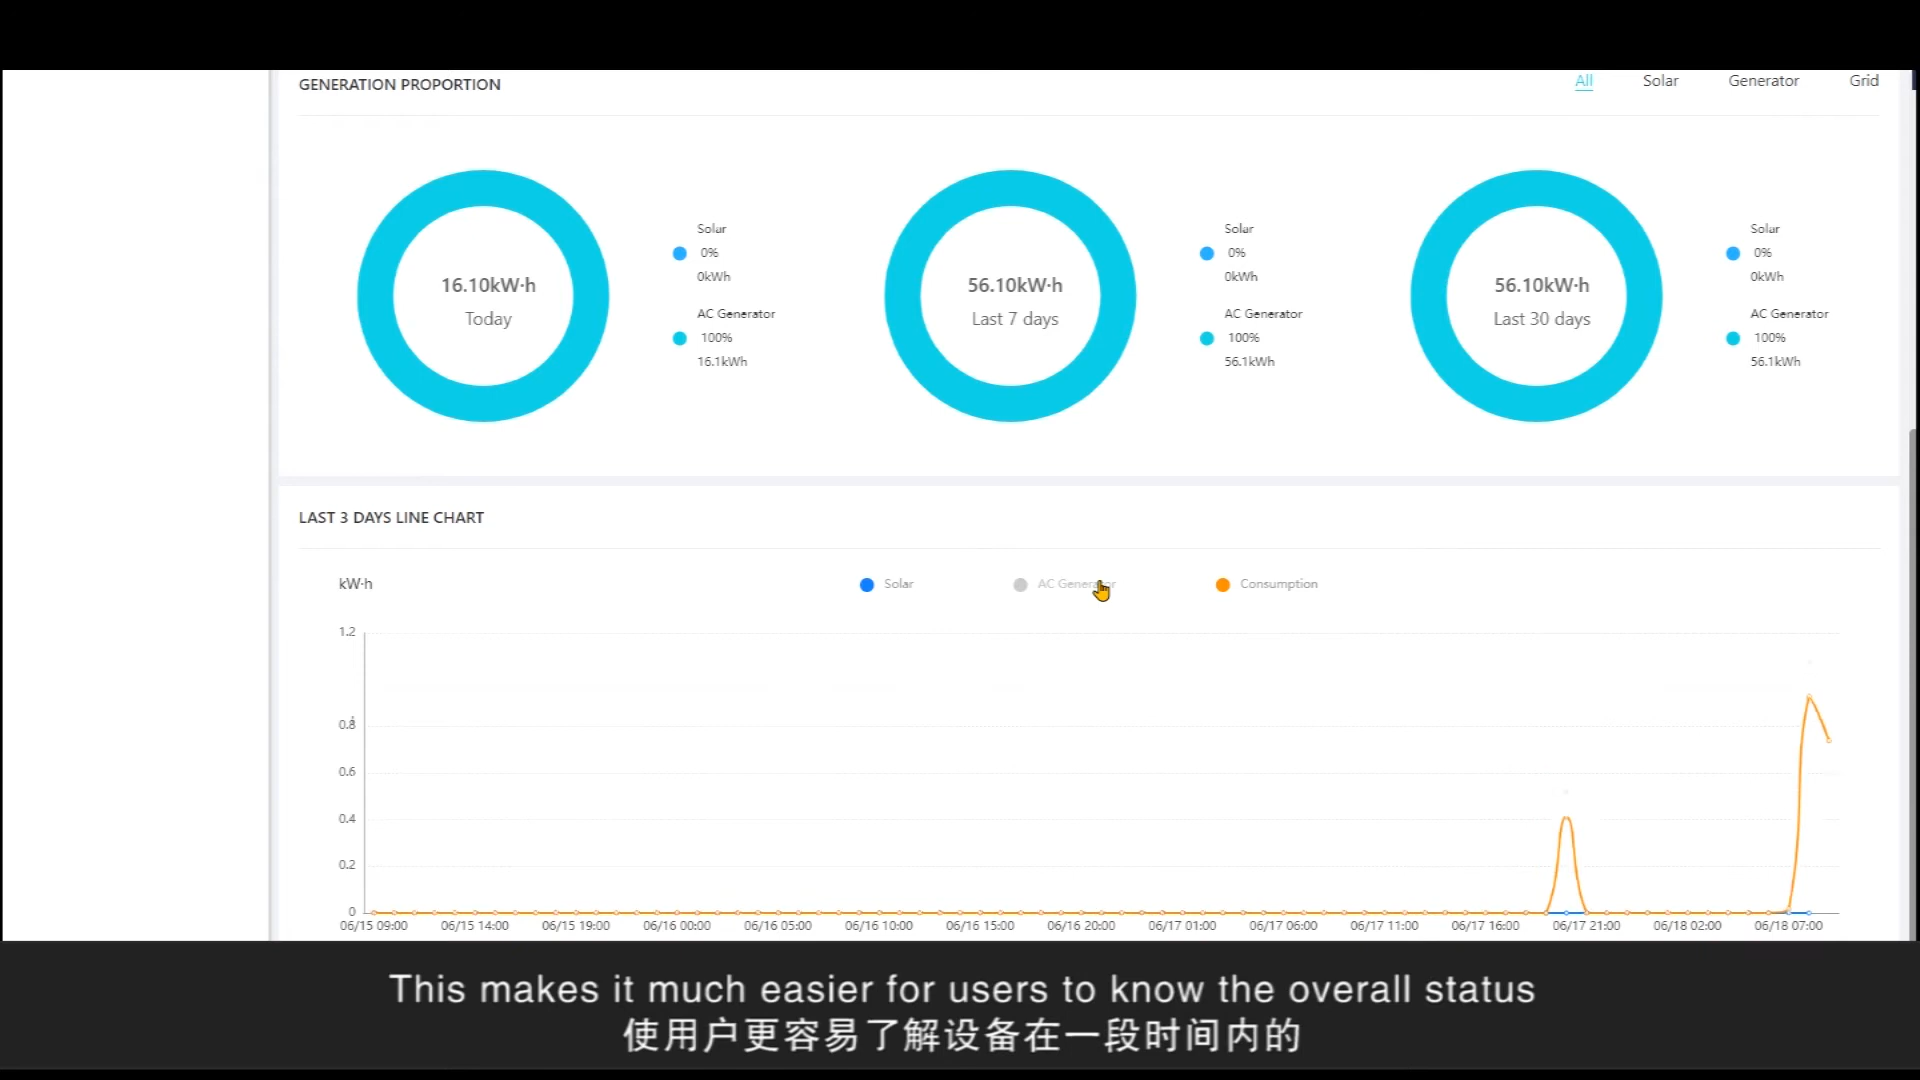 GENERATION PROPORTION
All Solar Generator Grid
16.10kW·h
Today
Solar
0%
0kWh
AC Generator
100%
16.1kWh
56.10kW·h
Last 7 days
Solar
0%
0kWh
AC Generator
100%
56.1kWh
56.10kW·h
Last 30 days
Solar
0%
0kWh
AC Generator
100%
56.1kWh
LAST 3 DAYS LINE CHART
kW·h
Solar AC Generator Consumption
1.2
0.8
0.6
0.4
0.2
0
06/15 09:00 06/15 14:00 06/15 19:00 06/16 00:00 06/16 05:00 06/16 10:00 06/16 15:00 06/16 20:00 06/17 01:00 06/17 06:00 06/17 11:00 06/17 16:00 06/17 21:00 06/18 02:00 06/18 07:00
This makes it much easier for users to know the overall status
使用户更容易了解设备在一段时间内的